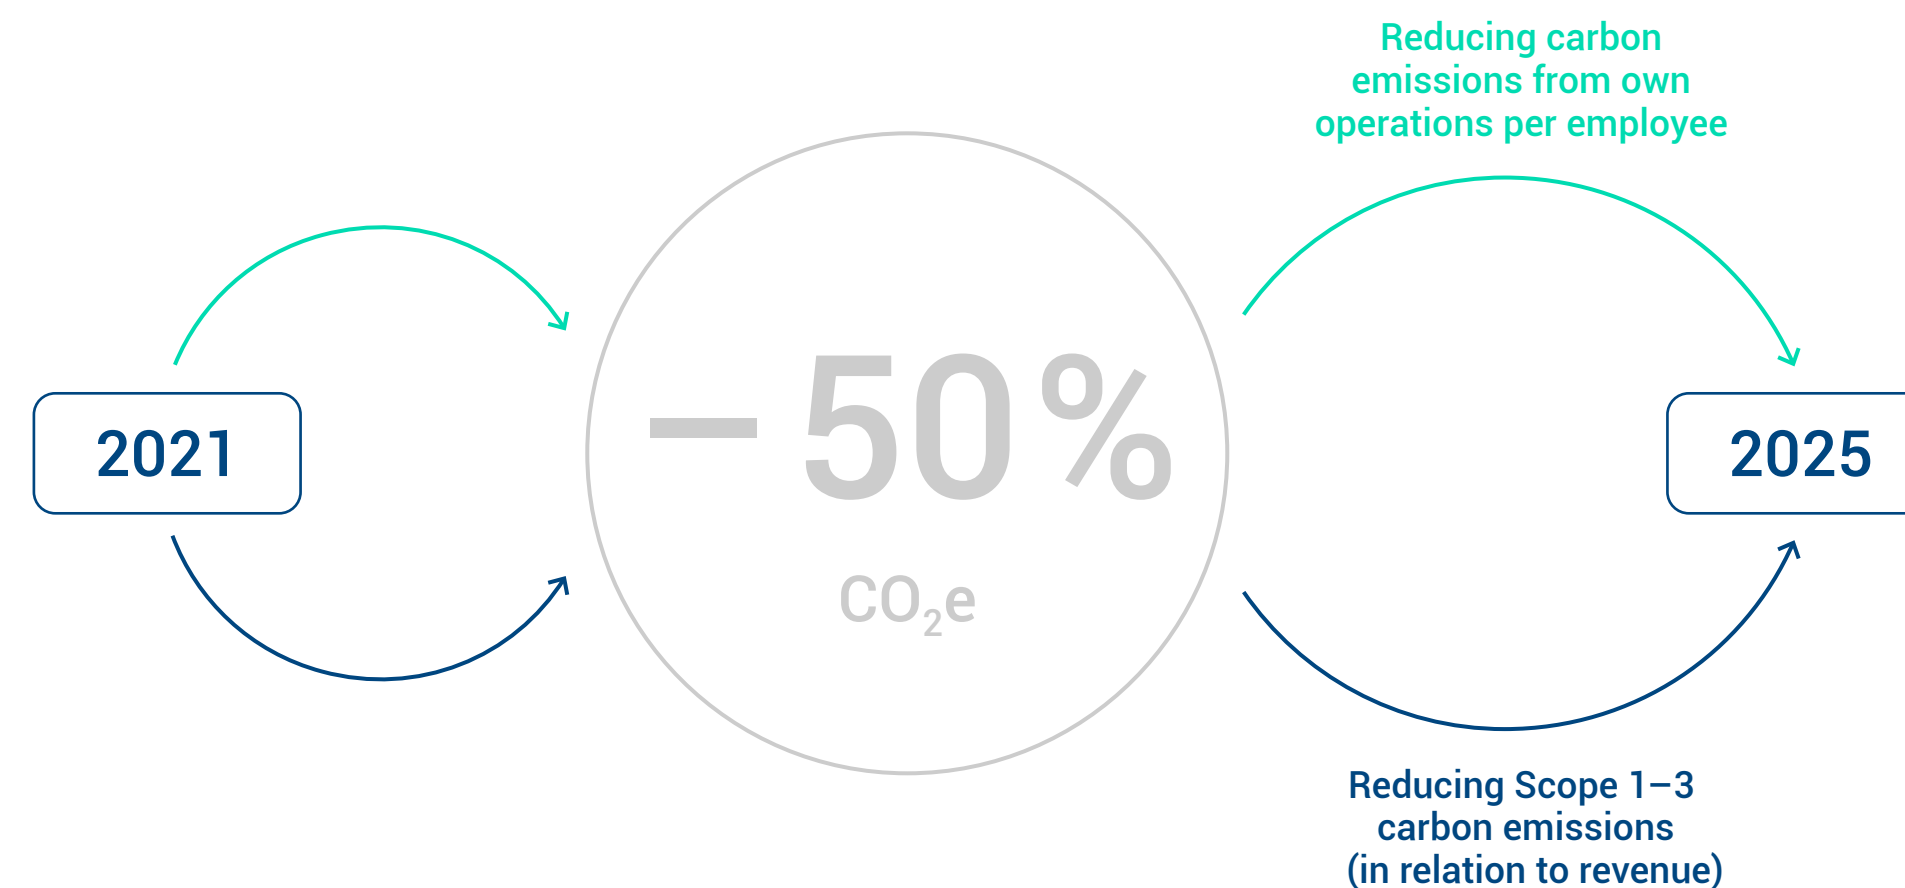 Reducing carbon
emissions from own
operations per employee
2021
– 50 %
CO₂e
2025
Reducing Scope 1–3
carbon emissions
(in relation to revenue)